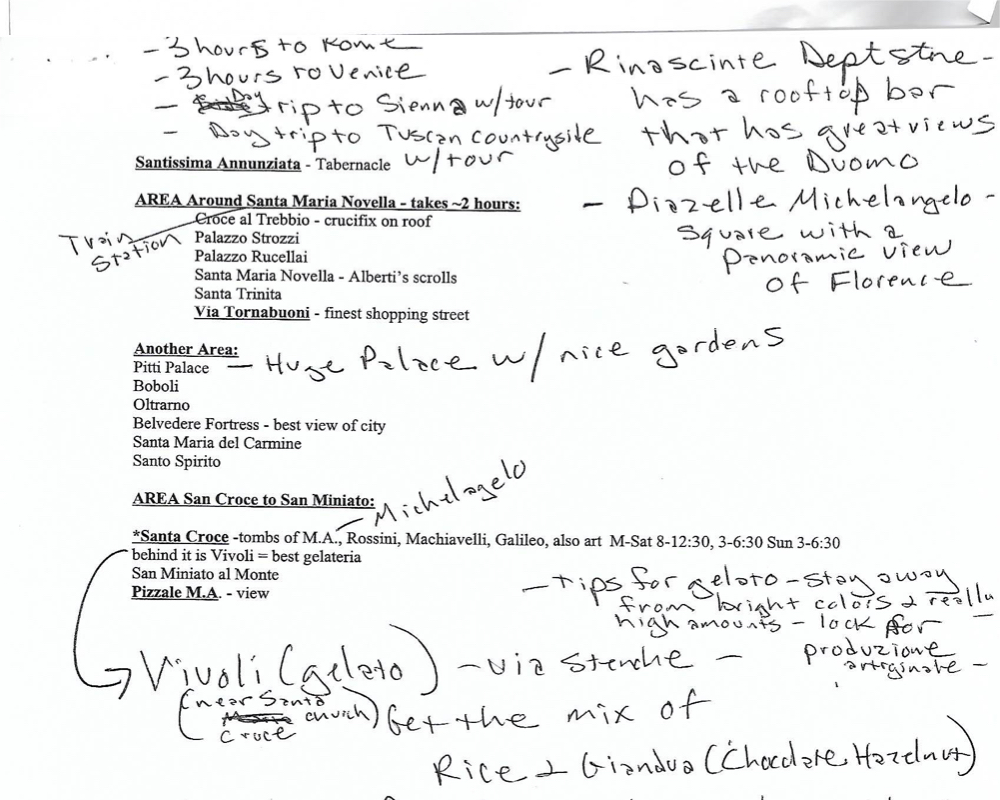 - 3 hours to Rome
- 3 hours to Venice
- Day trip to Sienna w/tour
- Day trip to Tuscan countryside
w/tour
- Rinascinte Dept store -
has a rooftop bar
that has great views
of the Duomo
- Piazelle Michelangelo -
square with a
panoramic view
of Florence
Santissima Annunziata - Tabernacle
AREA Around Santa Maria Novella - takes ~2 hours:
Train
Station
Croce al Trebbio - crucifix on roof
Palazzo Strozzi
Palazzo Rucellai
Santa Maria Novella - Alberti's scrolls
Santa Trinita
Via Tornabuoni - finest shopping street
Another Area:
Pitti Palace — Huge Palace w/ nice gardens
Boboli
Oltrarno
Belvedere Fortress - best view of city
Santa Maria del Carmine
Santo Spirito
AREA San Croce to San Miniato:
Michelagelo
*Santa Croce -tombs of M.A., Rossini, Machiavelli, Galileo, also art M-Sat 8-12:30, 3-6:30 Sun 3-6:30
behind it is Vivoli = best gelateria
San Miniato al Monte
Pizzale M.A. - view
- tips for gelato - stay away
from bright colors & really
high amounts - look for
produzione
artiginate -
Vivoli (gelato) - via Stenche -
(near Santa
Croce church)
Get the mix of
Rice & Giandua (Chocolate, Hazelnut)